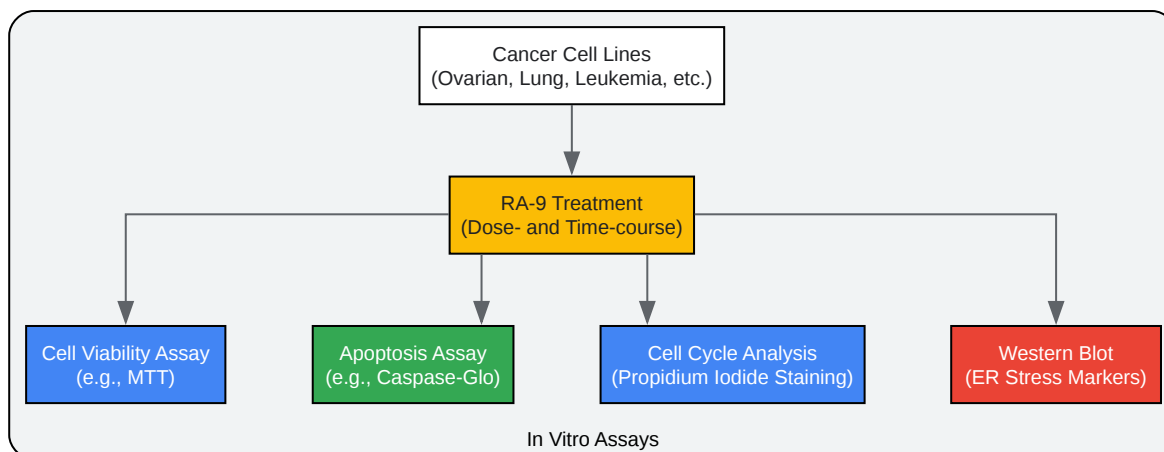 Cancer Cell Lines
(Ovarian, Lung, Leukemia, etc.)
RA-9 Treatment
(Dose- and Time-course)
Cell Viability Assay
(e.g., MTT)
Apoptosis Assay
(e.g., Caspase-Glo)
Cell Cycle Analysis
(Propidium Iodide Staining)
Western Blot
(ER Stress Markers)
In Vitro Assays